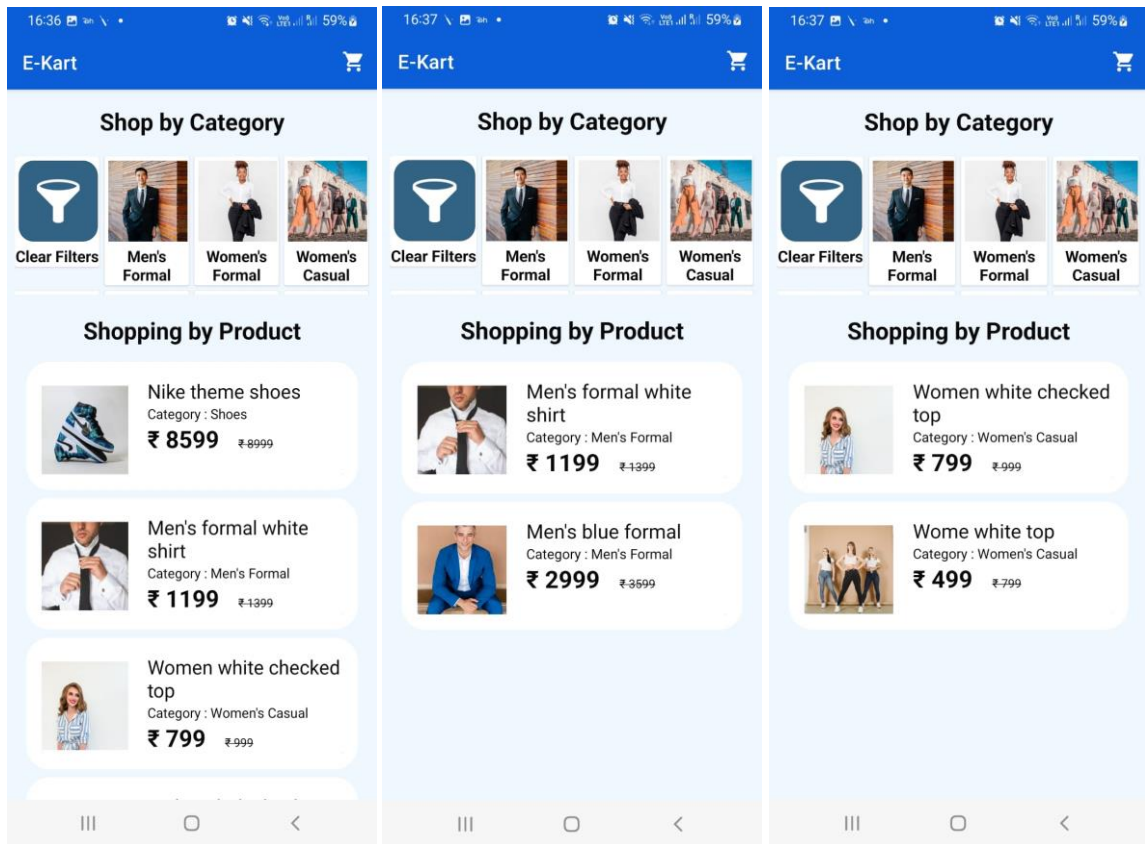 16:36
59%
E-Kart
Shop by Category
Clear Filters
Men's
Formal
Women's
Formal
Women's
Casual
Shopping by Product
Nike theme shoes
Category : Shoes
₹ 8599 ₹ 8999
Men's formal white
shirt
Category : Men's Formal
₹ 1199 ₹ 1399
Women white checked
top
Category : Women's Casual
₹ 799 ₹ 999
16:37
59%
E-Kart
Shop by Category
Clear Filters
Men's
Formal
Women's
Formal
Women's
Casual
Shopping by Product
Men's formal white
shirt
Category : Men's Formal
₹ 1199 ₹ 1399
Men's blue formal
Category : Men's Formal
₹ 2999 ₹ 3599
16:37
59%
E-Kart
Shop by Category
Clear Filters
Men's
Formal
Women's
Formal
Women's
Casual
Shopping by Product
Women white checked
top
Category : Women's Casual
₹ 799 ₹ 999
Wome white top
Category : Women's Casual
₹ 499 ₹ 799